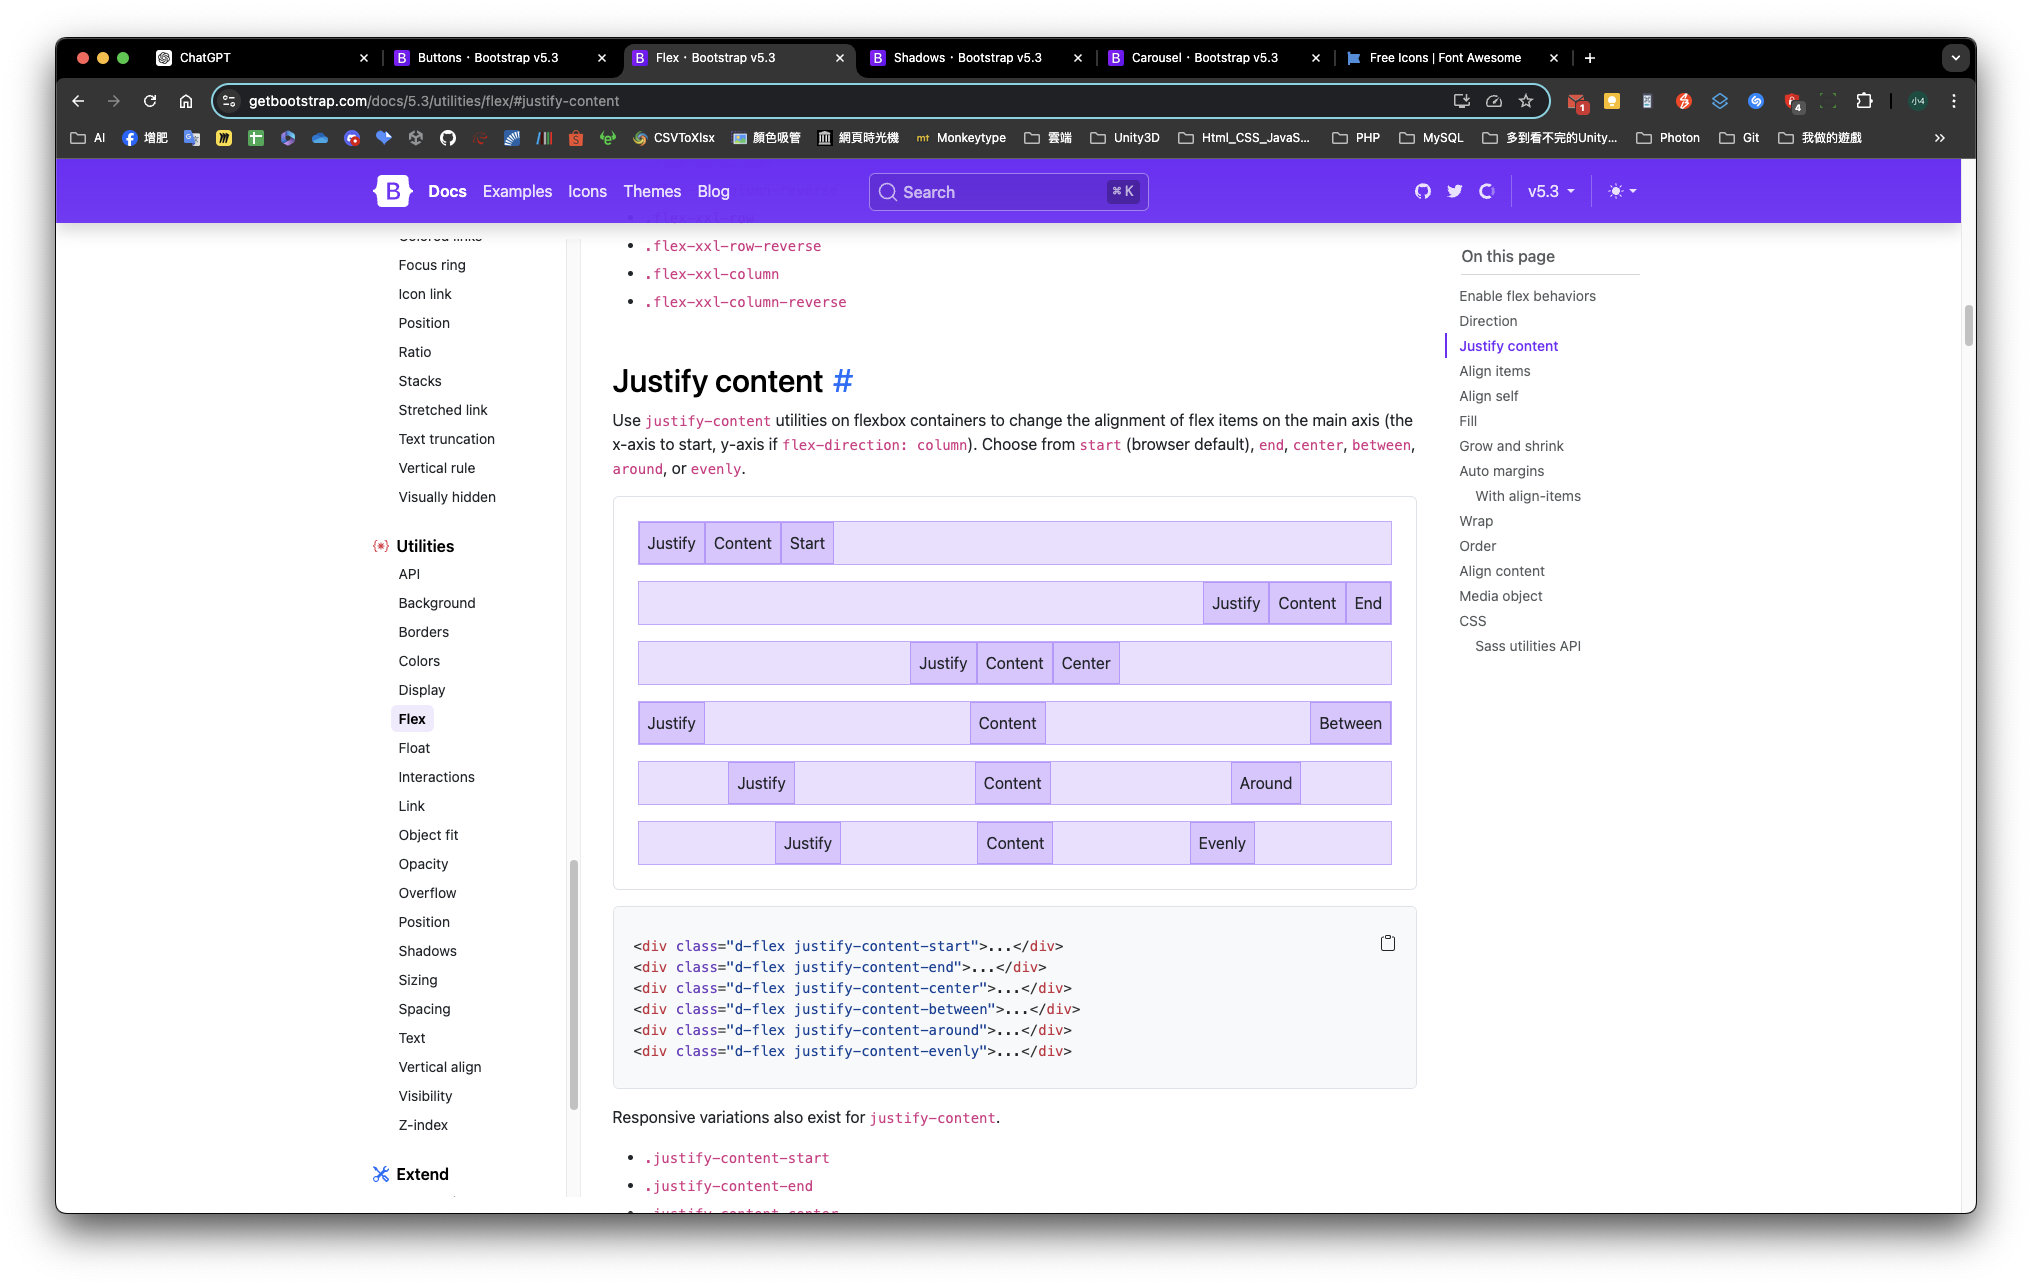 ChatGPT
Buttons · Bootstrap v5.3
Flex · Bootstrap v5.3
Shadows · Bootstrap v5.3
Carousel · Bootstrap v5.3
Free Icons | Font Awesome
getbootstrap.com/docs/5.3/utilities/flex/#justify-content
1
4
小4
AI
增肥
CSVToXlsx
顏色吸管
網頁時光機
mt Monkeytype
雲端
Unity3D
Html_CSS_JavaS...
PHP
MySQL
多到看不完的Unity...
Photon
Git
我做的遊戲
B
Docs
Examples
Icons
Themes
Blog
Search
⌘ K
v5.3
Colored links
Focus ring
Icon link
Position
Ratio
Stacks
Stretched link
Text truncation
Vertical rule
Visually hidden
Utilities
API
Background
Borders
Colors
Display
Flex
Float
Interactions
Link
Object fit
Opacity
Overflow
Position
Shadows
Sizing
Spacing
Text
Vertical align
Visibility
Z-index
Extend
.flex-xxl-row
.flex-xxl-row-reverse
.flex-xxl-column
.flex-xxl-column-reverse
Justify content #
Use justify-content utilities on flexbox containers to change the alignment of flex items on the main axis (the
x-axis to start, y-axis if flex-direction: column). Choose from start (browser default), end, center, between,
around, or evenly.
Justify Content Start
Justify Content End
Justify Content Center
Justify Content Between
Justify Content Around
Justify Content Evenly
<div class="d-flex justify-content-start">...</div>
<div class="d-flex justify-content-end">...</div>
<div class="d-flex justify-content-center">...</div>
<div class="d-flex justify-content-between">...</div>
<div class="d-flex justify-content-around">...</div>
<div class="d-flex justify-content-evenly">...</div>
Responsive variations also exist for justify-content.
.justify-content-start
.justify-content-end
.justify-content-center
On this page
Enable flex behaviors
Direction
Justify content
Align items
Align self
Fill
Grow and shrink
Auto margins
With align-items
Wrap
Order
Align content
Media object
CSS
Sass utilities API